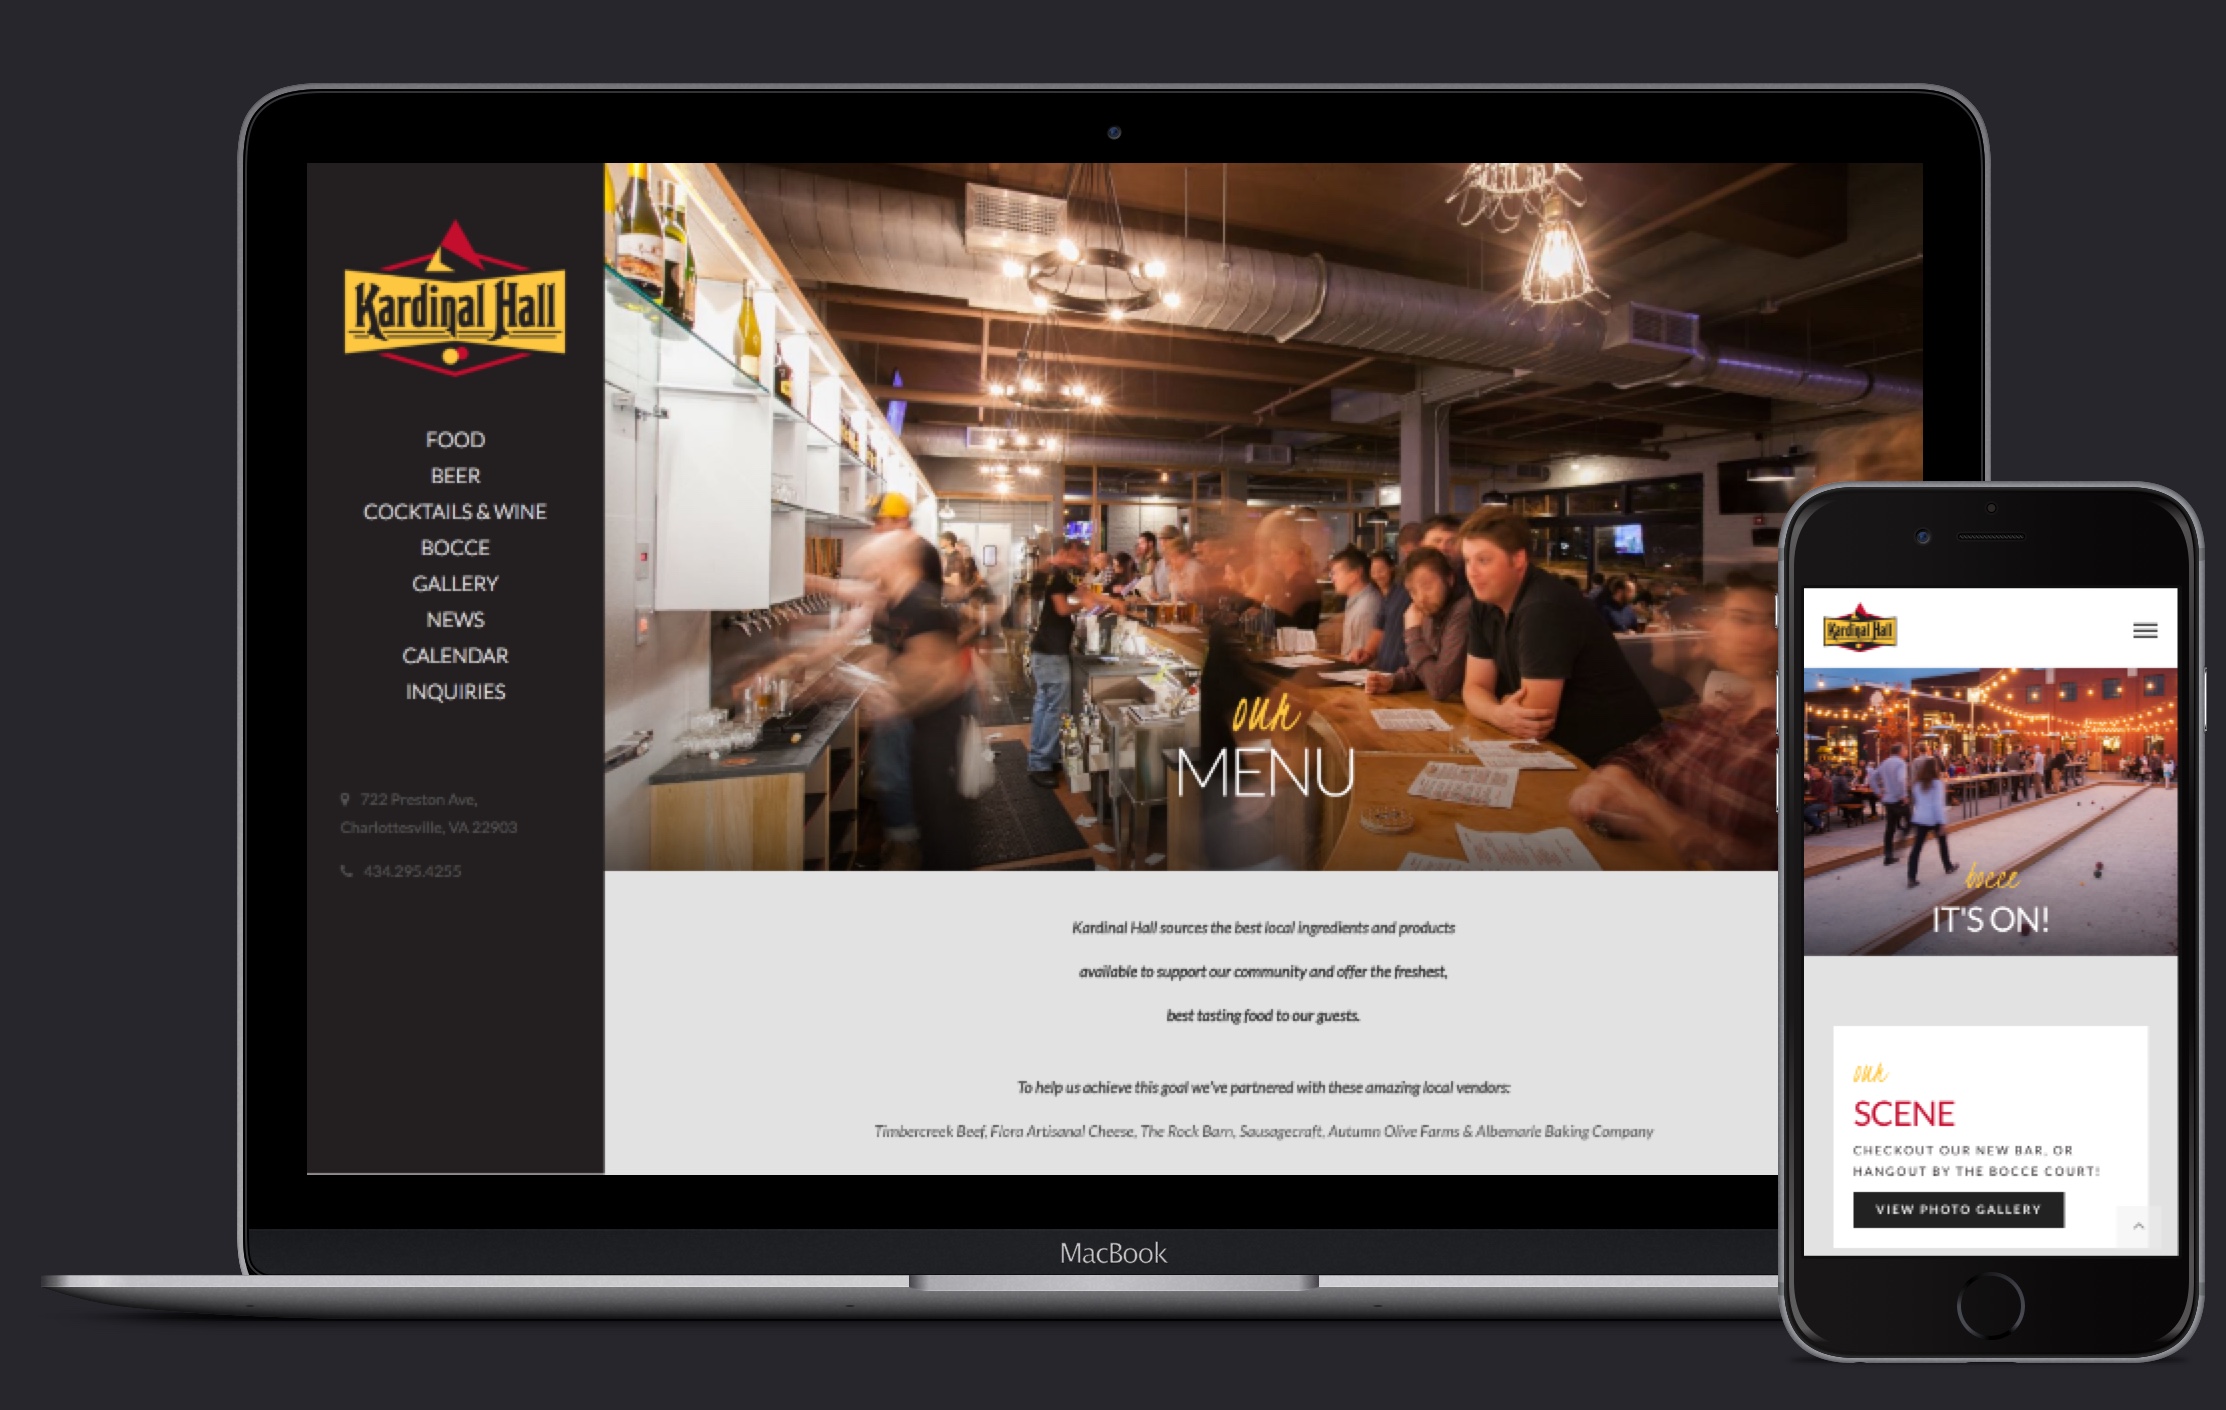 Kardinal Hall
FOOD
BEER
COCKTAILS & WINE
BOCCE
GALLERY
NEWS
CALENDAR
INQUIRIES
722 Preston Ave,
Charlottesville, VA 22903
434.295.4255
our
MENU
Kardinal Hall sources the best local ingredients and products
available to support our community and offer the freshest,
best tasting food to our guests.
To help us achieve this goal we've partnered with these amazing local vendors:
Timbercreek Beef, Flora Artisanal Cheese, The Rock Barn, Sausagecraft, Autumn Olive Farms & Albemarle Baking Company
MacBook
Kardinal Hall
bocce
IT'S ON!
our
SCENE
CHECKOUT OUR NEW BAR, OR
HANGOUT BY THE BOCCE COURT!
VIEW PHOTO GALLERY